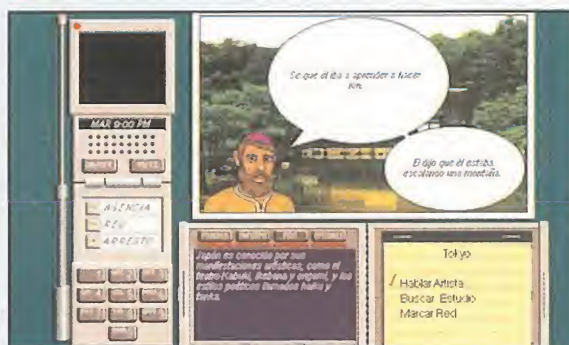 MAR 9:00 PM
AGENCIA
RED
ARRESTO
Se que el iba a aprender a hacer
El dijo que el estaba
escalando una montaña.
Japón es conocido por sus
manifestaciones artísticas, como el
teatro Kabuki, Ikebana y origami, y los
estilos poéticos llamados haiku y
tanka.
Tokyo
Hablar Artista
Buscar Estudio
Marcar Red